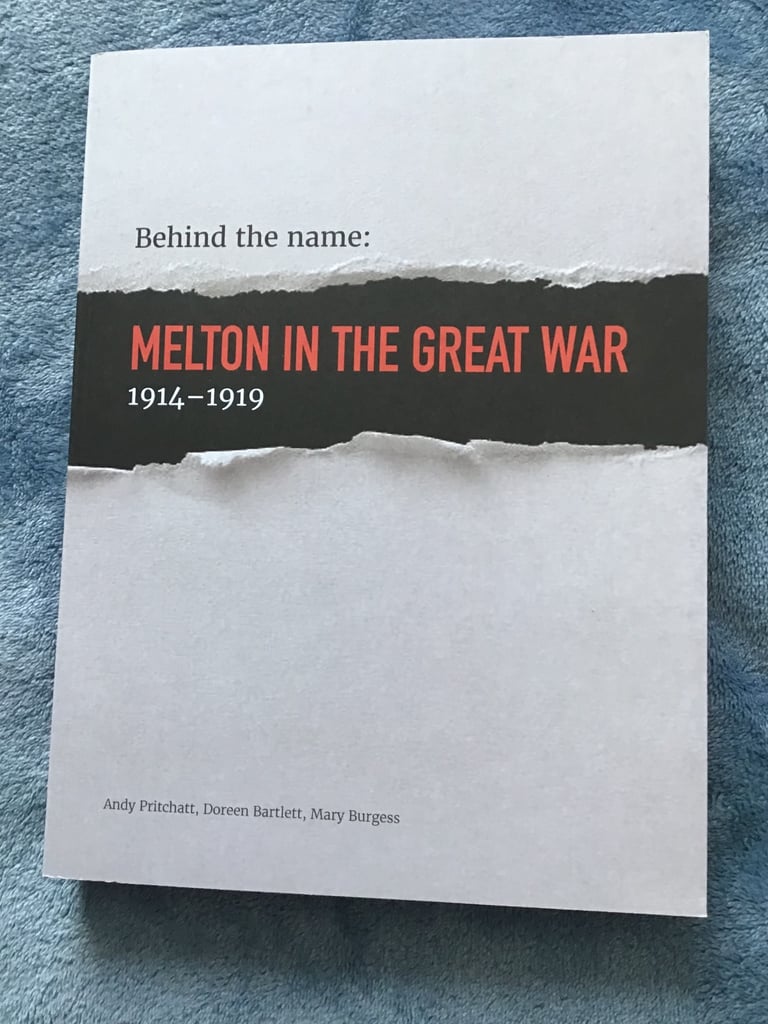 Behind the name:
MELTON IN THE GREAT WAR
1914–1919
Andy Pritchatt, Doreen Bartlett, Mary Burgess